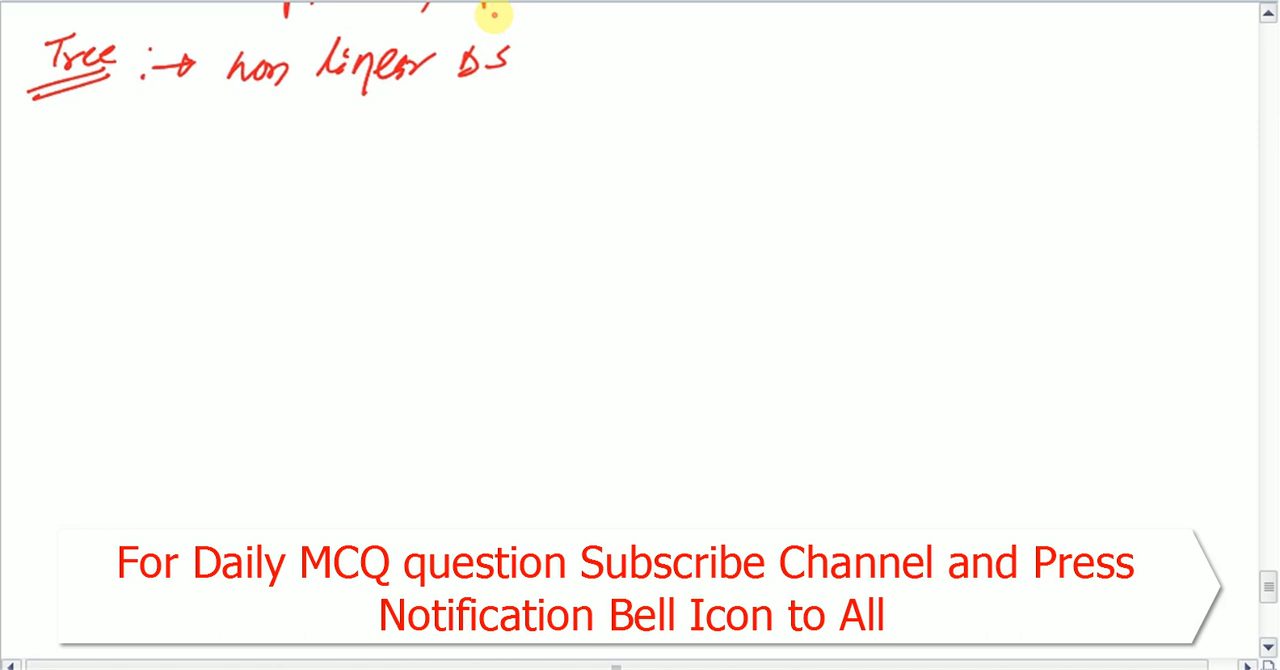 Tree :→ non linear DS
For Daily MCQ question Subscribe Channel and Press
Notification Bell Icon to All